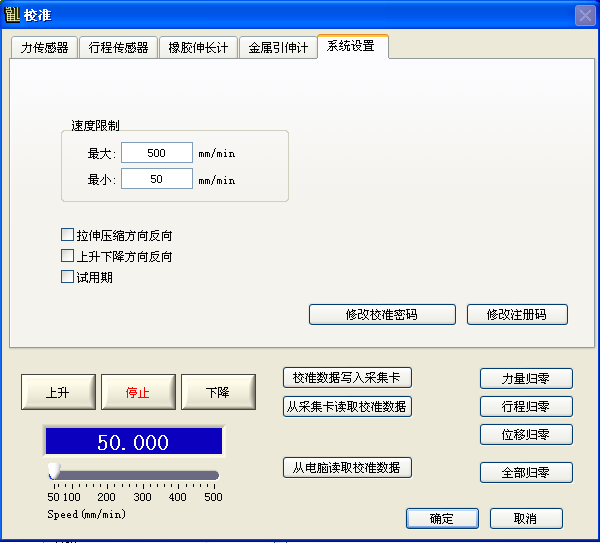 校准
力传感器 行程传感器 橡胶伸长计 金属引伸计 系统设置
速度限制
最大: 500 mm/min
最小: 50 mm/min
拉伸压缩方向反向
上升下降方向反向
试用期
修改校准密码 修改注册码
上升 停止 下降
校准数据写入采集卡
从采集卡读取校准数据
从电脑读取校准数据
力量归零
行程归零
位移归零
全部归零
50.000
50 100 200 300 400 500
Speed(mm/min)
确定 取消